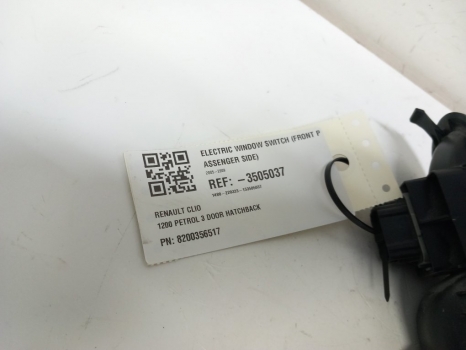 ELECTRIC WINDOW SWITCH (FRONT P
ASSENGER SIDE)
REF: -3505037
RENAULT CLIO
1200 PETROL 3 DOOR HATCHBACK
PN: 8200356517